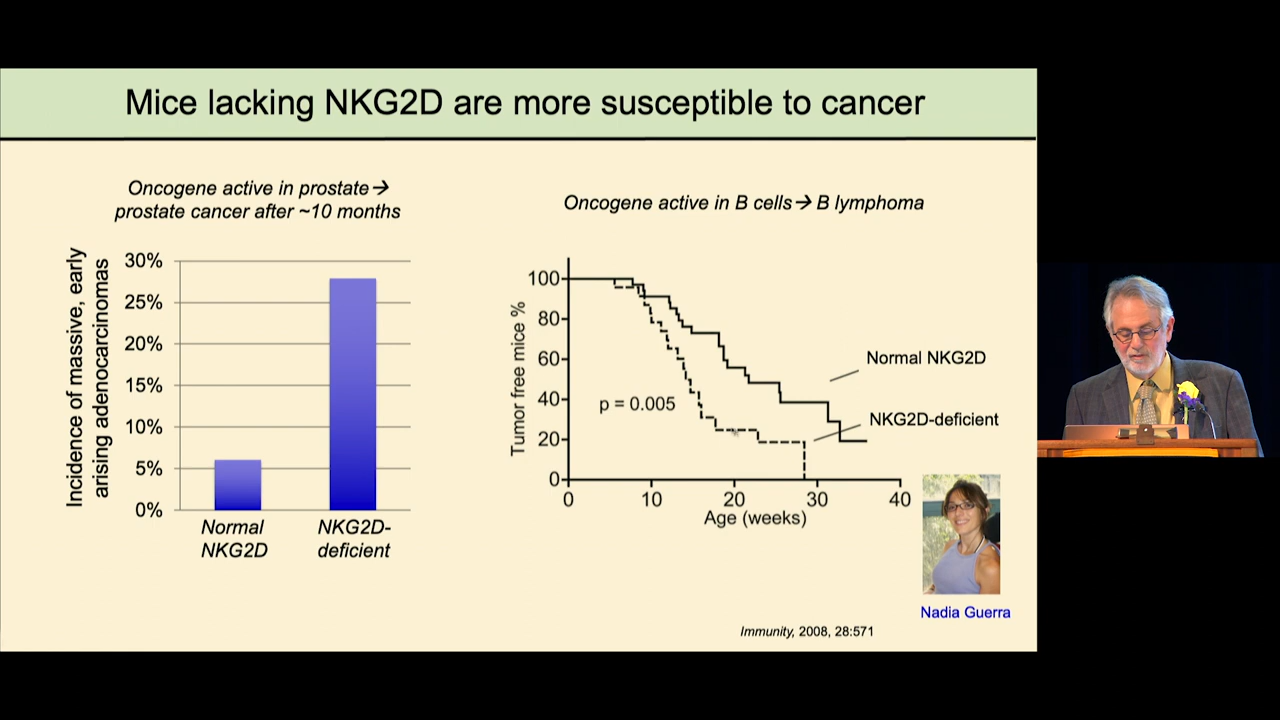 Mice lacking NKG2D are more susceptible to cancer
Oncogene active in prostate→
prostate cancer after ~10 months
Incidence of massive, early
arising adenocarcinomas
30%
25%
20%
15%
10%
5%
0%
Normal
NKG2D
NKG2D-
deficient
Oncogene active in B cells→ B lymphoma
Tumor free mice %
100
80
60
40
20
0
p = 0.005
Normal NKG2D
NKG2D-deficient
0 10 20 30 40
Age (weeks)
Nadia Guerra
Immunity, 2008, 28:571